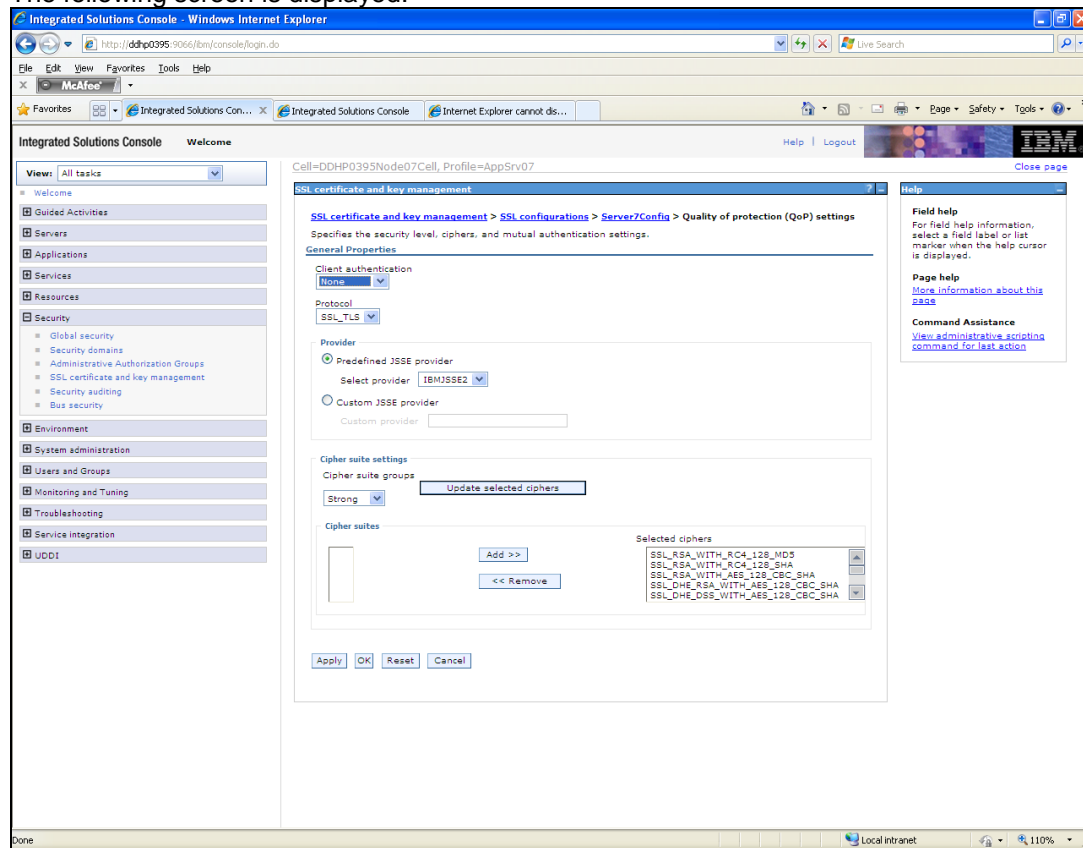 The following screen is displayed:
Integrated Solutions Console - Windows Internet Explorer
http://ddhp0395:9066/ibm/console/login.do
Live Search
File Edit View Favorites Tools Help
x McAfee
Favorites Integrated Solutions Con... X Integrated Solutions Console Internet Explorer cannot dis... Page Safety Tools
Integrated Solutions Console Welcome Help | Logout IBM.
Cell=DDHP0395Node07Cell, Profile=AppSrv07 Close page
View: All tasks
Welcome
Guided Activities
Servers
Applications
Services
Resources
Security
Global security
Security domains
Administrative Authorization Groups
SSL certificate and key management
Security auditing
Bus security
Environment
System administration
Users and Groups
Monitoring and Tuning
Troubleshooting
Service integration
UDDI
SSL certificate and key management ? -
SSL certificate and key management > SSL configurations > Server7Config > Quality of protection (QoP) settings
Specifies the security level, ciphers, and mutual authentication settings.
General Properties
Client authentication
None
Protocol
SSL_TLS
Provider
Predefined JSSE provider
Select provider IBMJSSE2
Custom JSSE provider
Custom provider
Cipher suite settings
Cipher suite groups
Update selected ciphers
Strong
Cipher suites
Selected ciphers
Add >>
<< Remove
SSL_RSA_WITH_RC4_128_MD5
SSL_RSA_WITH_RC4_128_SHA
SSL_RSA_WITH_AES_128_CBC_SHA
SSL_DHE_RSA_WITH_AES_128_CBC_SHA
SSL_DHE_DSS_WITH_AES_128_CBC_SHA
Apply OK Reset Cancel
Help
Field help
For field help information,
select a field label or list
marker when the help cursor
is displayed.
Page help
More information about this
page
Command Assistance
View administrative scripting
command for last action
Done Local intranet 110%